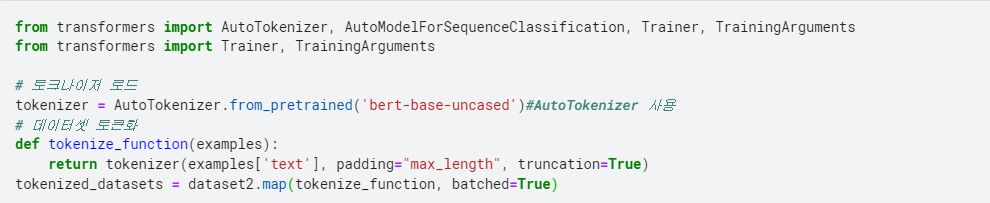 from transformers import AutoTokenizer, AutoModelForSequenceClassification, Trainer, TrainingArguments
from transformers import Trainer, TrainingArguments
# 토크나이저 로드
tokenizer = AutoTokenizer.from_pretrained('bert-base-uncased')#AutoTokenizer 사용
# 데이터셋 토큰화
def tokenize_function(examples):
    return tokenizer(examples['text'], padding="max_length", truncation=True)
tokenized_datasets = dataset2.map(tokenize_function, batched=True)